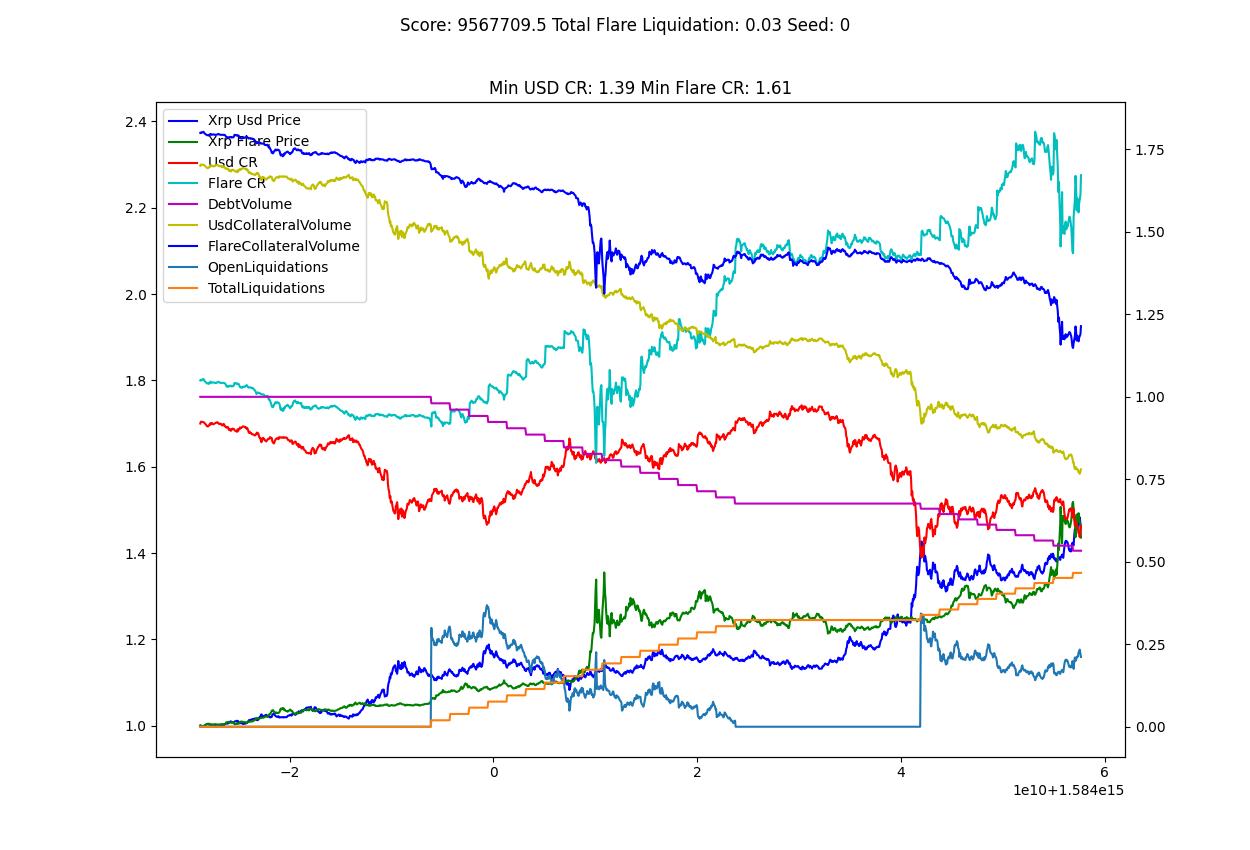 Score: 9567709.5 Total Flare Liquidation: 0.03 Seed: 0
Min USD CR: 1.39 Min Flare CR: 1.61
Xrp Usd Price
Xrp Flare Price
Usd CR
Flare CR
DebtVolume
UsdCollateralVolume
FlareCollateralVolume
OpenLiquidations
TotalLiquidations
2.4
2.2
2.0
1.8
1.6
1.4
1.2
1.0
1.75
1.50
1.25
1.00
0.75
0.50
0.25
0.00
−2 0 2 4 6
1e10+1.584e15